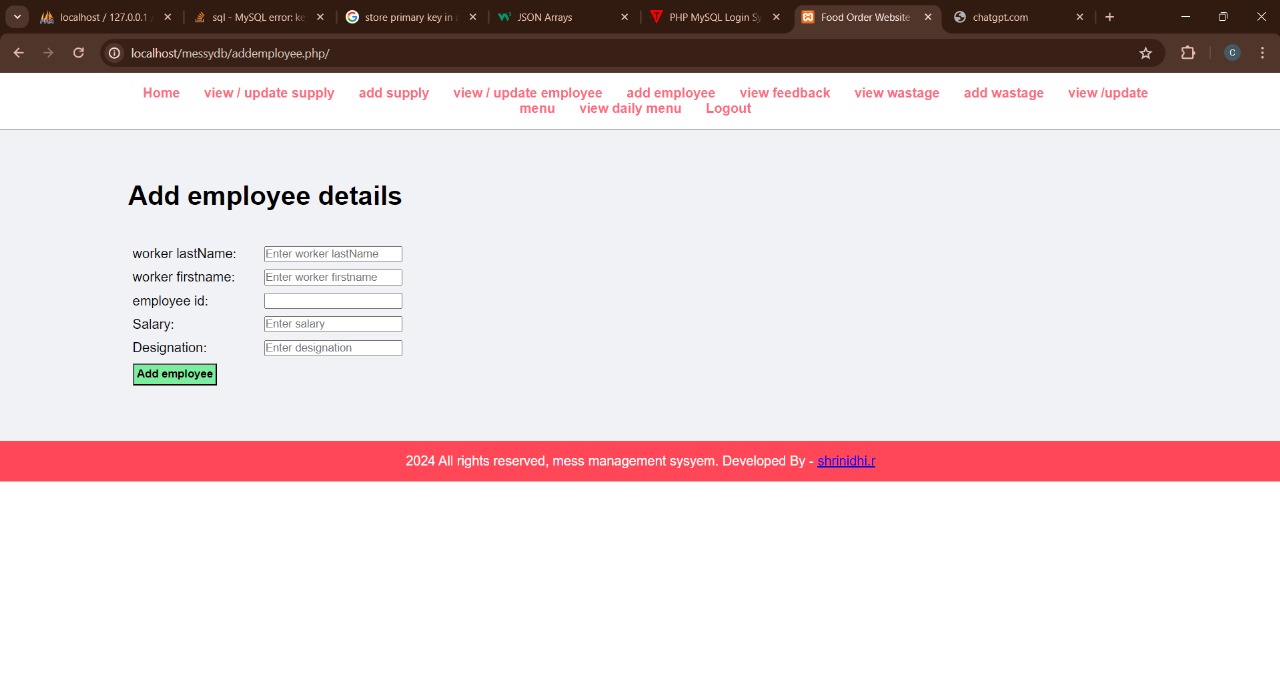 localhost / 127.0.0.1
sql - MySQL error: ke
store primary key in
JSON Arrays
PHP MySQL Login Sy
Food Order Website
chatgpt.com
localhost/messydb/addemployee.php/
C
Home view / update supply add supply view / update employee add employee view feedback view wastage add wastage view /update
menu view daily menu Logout
Add employee details
worker lastName: Enter worker lastName
worker firstname: Enter worker firstname
employee id:
Salary: Enter salary
Designation: Enter designation
Add employee
2024 All rights reserved, mess management sysyem. Developed By - shrinidhi.r